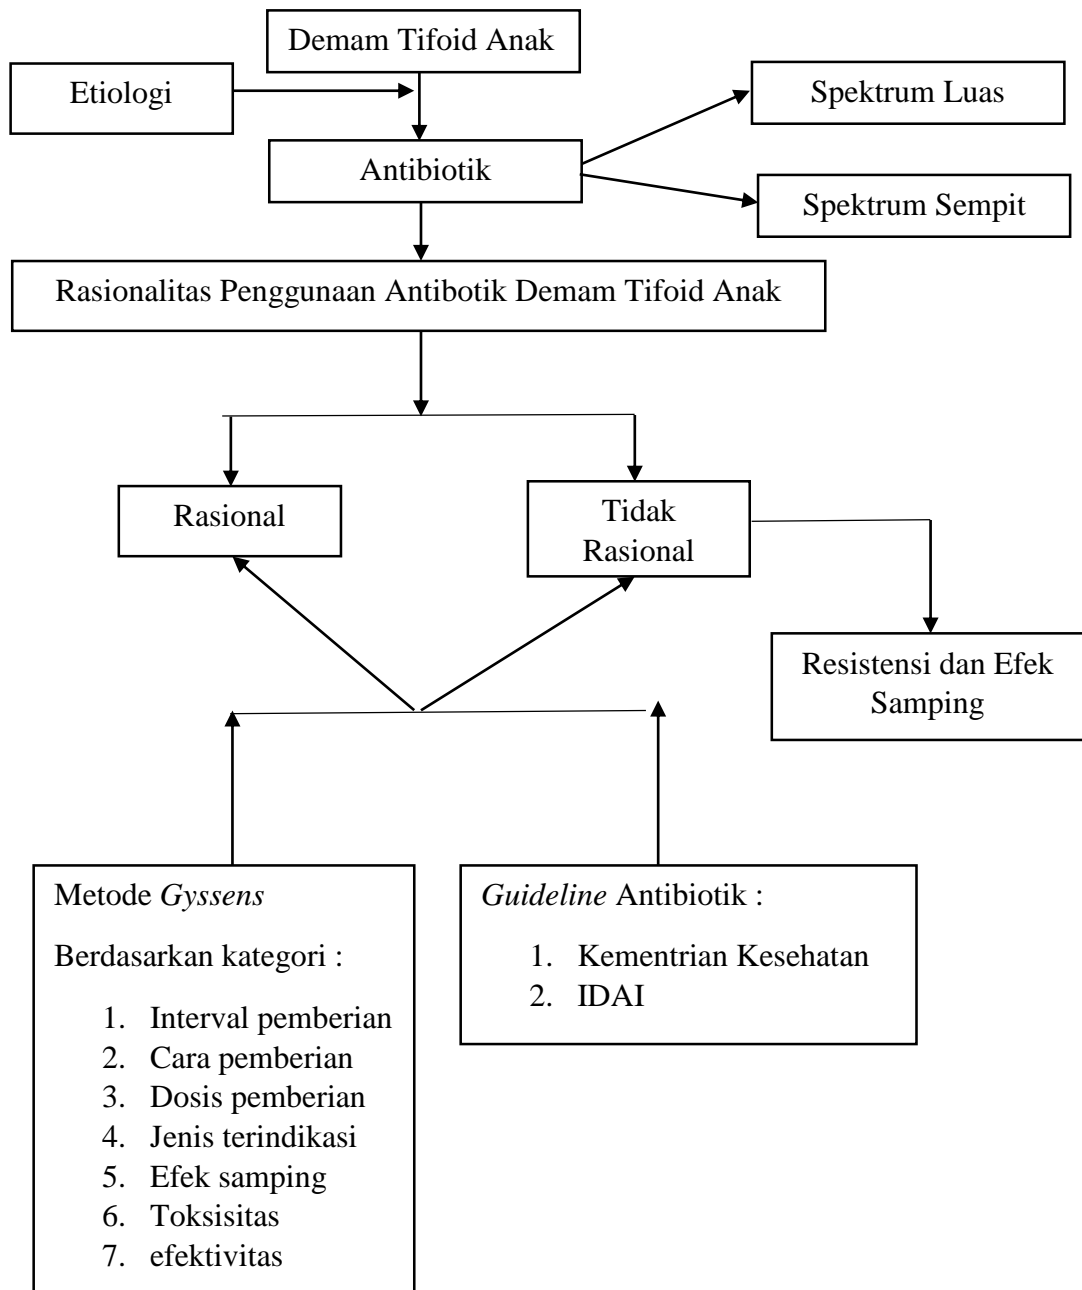 Demam Tifoid Anak
Etiologi
Spektrum Luas
Antibiotik
Spektrum Sempit
Rasionalitas Penggunaan Antibotik Demam Tifoid Anak
Rasional
Tidak
Rasional
Resistensi dan Efek
Samping
Metode Gyssens
Berdasarkan kategori :
1. Interval pemberian
2. Cara pemberian
3. Dosis pemberian
4. Jenis terindikasi
5. Efek samping
6. Toksisitas
7. efektivitas
Guideline Antibiotik :
1. Kementrian Kesehatan
2. IDAI